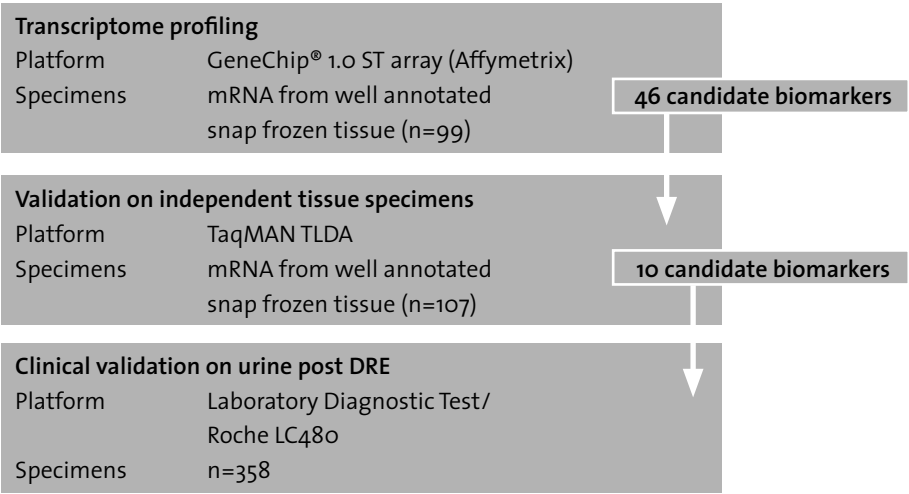 Transcriptome profiling
Platform GeneChip® 1.0 ST array (Affymetrix)
Specimens mRNA from well annotated
snap frozen tissue (n=99)
46 candidate biomarkers
Validation on independent tissue specimens
Platform TaqMAN TLDA
Specimens mRNA from well annotated
snap frozen tissue (n=107)
10 candidate biomarkers
Clinical validation on urine post DRE
Platform Laboratory Diagnostic Test/
Roche LC480
Specimens n=358